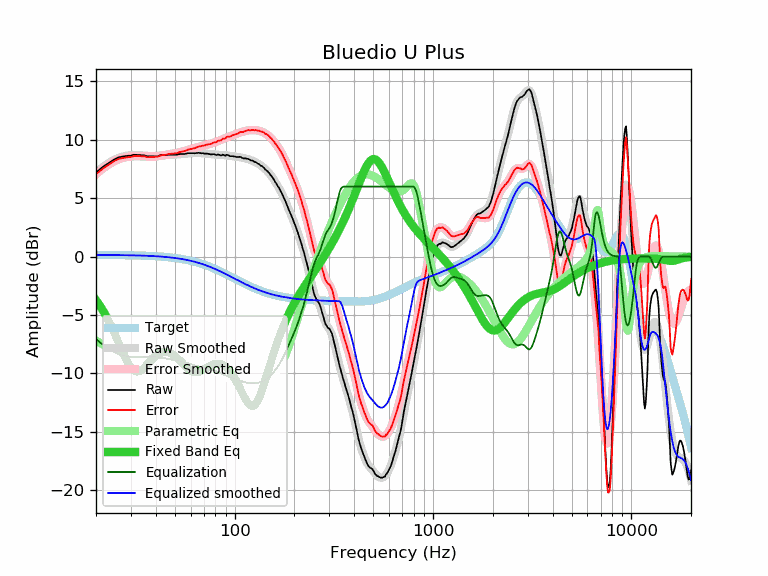 Bluedio U Plus
15
10
5
0
−5
−10
−15
−20
Amplitude (dBr)
Target
Raw Smoothed
Error Smoothed
Raw
Error
Parametric Eq
Fixed Band Eq
Equalization
Equalized smoothed
100
1000
10000
Frequency (Hz)